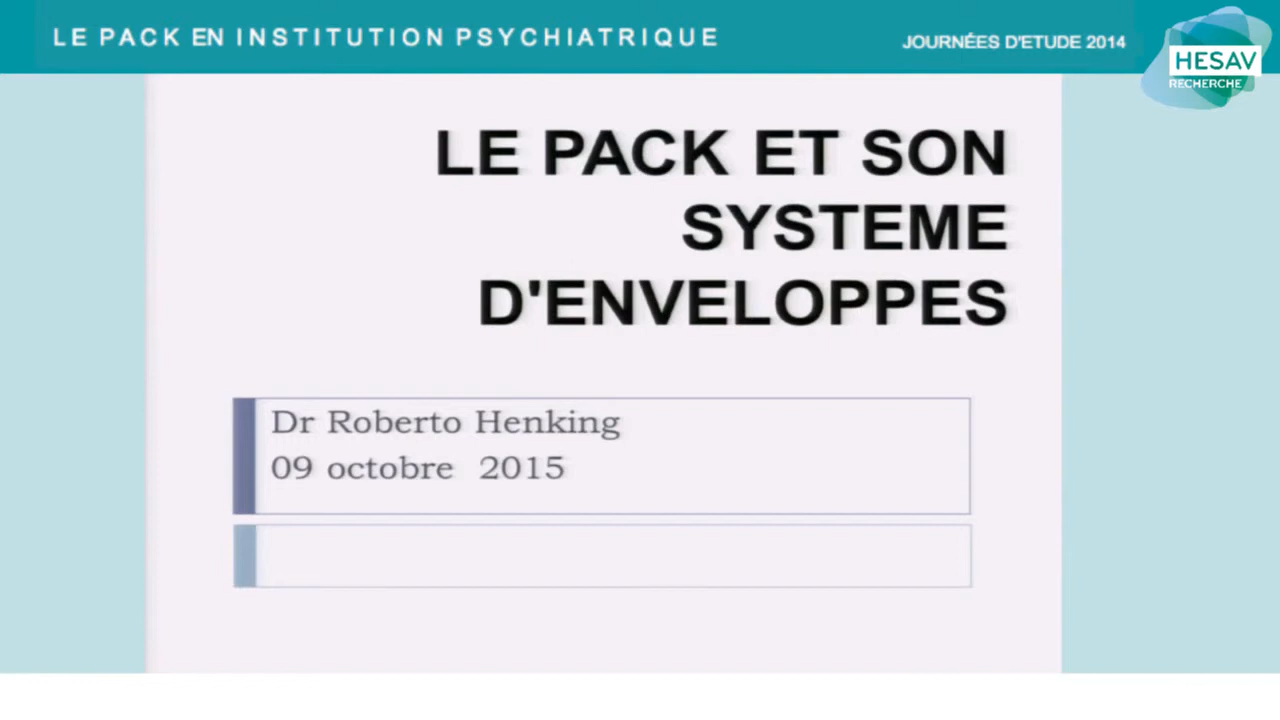 LE PACK EN INSTITUTION PSYCHIATRIQUE
JOURNÉES D'ETUDE 2014
HESAV
RECHERCHE
LE PACK ET SON
SYSTEME
D'ENVELOPPES
Dr Roberto Henking
09 octobre 2015